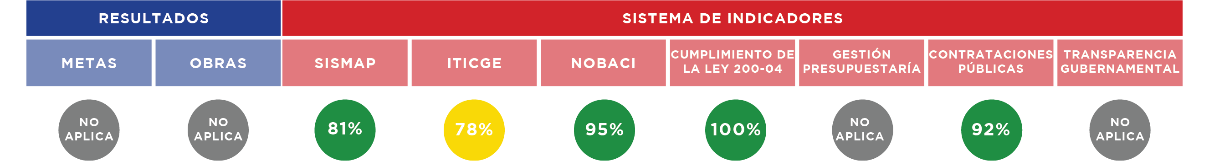 RESULTADOS
SISTEMA DE INDICADORES
METAS
OBRAS
SISMAP
ITICGE
NOBACI
CUMPLIMIENTO DE
LA LEY 200-04
GESTIÓN
PRESUPUESTARÍA
CONTRATACIONES
PÚBLICAS
TRANSPARENCIA
GUBERNAMENTAL
NO
APLICA
NO
APLICA
81%
78%
95%
100%
NO
APLICA
92%
NO
APLICA